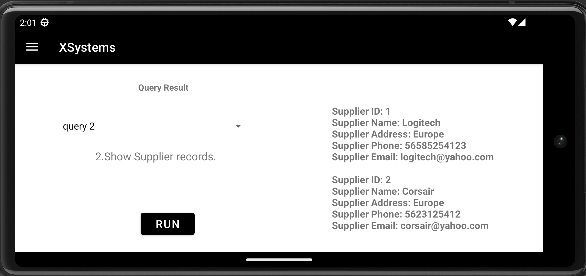 2:01
XSystems
Query Result
query 2
2.Show Supplier records.
RUN
Supplier ID: 1
Supplier Name: Logitech
Supplier Address: Europe
Supplier Phone: 56585254123
Supplier Email: logitech@yahoo.com
Supplier ID: 2
Supplier Name: Corsair
Supplier Address: Europe
Supplier Phone: 5623125412
Supplier Email: corsair@yahoo.com